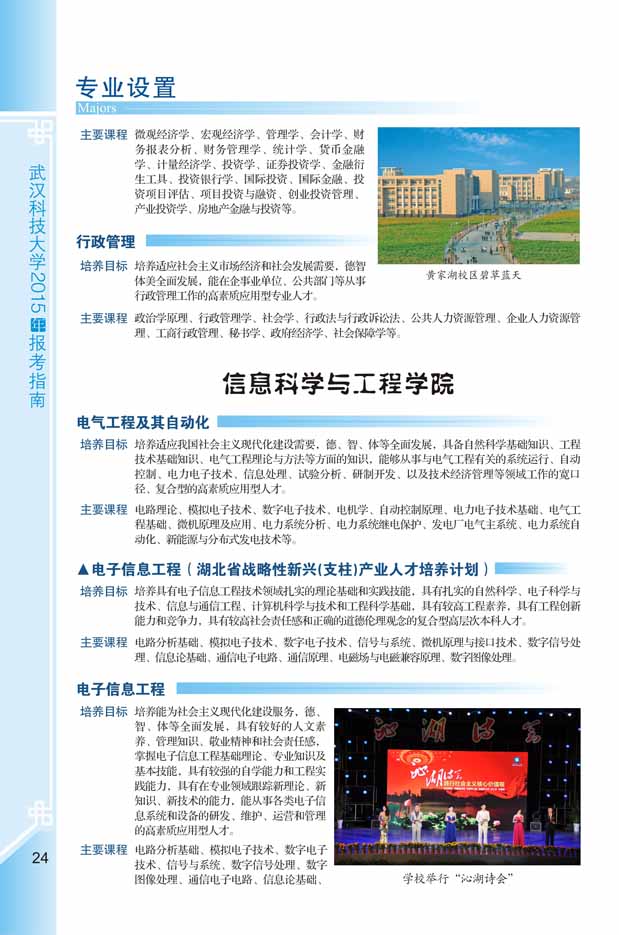 专业设置
Majors
主要课程 微观经济学、宏观经济学、管理学、会计学、财
务报表分析、财务管理学、统计学、货币金融
学、计量经济学、投资学、证券投资学、金融衍
生工具、投资银行学、国际投资、国际金融、投
资项目评估、项目投资与融资、创业投资管理、
产业投资学、房地产金融与投资等。
黄家湖校区碧草蓝天
行政管理
培养目标 培养适应社会主义市场经济和社会发展需要，德智
体美全面发展，能在企事业单位、公共部门等从事
行政管理工作的高素质应用型专业人才。
主要课程 政治学原理、行政管理学、社会学、行政法与行政诉讼法、公共人力资源管理、企业人力资源管
理、工商行政管理、秘书学、政府经济学、社会保障学等。
信息科学与工程学院
电气工程及其自动化
培养目标 培养适应我国社会主义现代化建设需要，德、智、体等全面发展，具备自然科学基础知识、工程
技术基础知识、电气工程理论与方法等方面的知识，能够从事与电气工程有关的系统运行、自动
控制、电力电子技术、信息处理、试验分析、研制开发、以及技术经济管理等领域工作的宽口
径、复合型的高素质应用型人才。
主要课程 电路理论、模拟电子技术、数字电子技术、电机学、自动控制原理、电力电子技术基础、电气工
程基础、微机原理及应用、电力系统分析、电力系统继电保护、发电厂电气主系统、电力系统自
动化、新能源与分布式发电技术等。
▲电子信息工程（湖北省战略性新兴(支柱)产业人才培养计划）
培养目标 培养具有电子信息工程技术领域扎实的理论基础和实践技能，具有扎实的自然科学、电子科学与
技术、信息与通信工程、计算机科学与技术和工程科学基础，具有较高工程素养，具有工程创新
能力和竞争力，具有较高社会责任感和正确的道德伦理观念的复合型高层次本科人才。
主要课程 电路分析基础、模拟电子技术、数字电子技术、信号与系统、微机原理与接口技术、数字信号处
理、信息论基础、通信电子电路、通信原理、电磁场与电磁兼容原理、数字图像处理。
电子信息工程
培养目标 培养能为社会主义现代化建设服务，德、
智、体等全面发展，具有较好的人文素
养、管理知识、敬业精神和社会责任感，
掌握电子信息工程基础理论、专业知识及
基本技能，具有较强的自学能力和工程实
践能力，具有在专业领域跟踪新理论、新
知识、新技术的能力，能从事各类电子信
息系统和设备的研发、维护、运营和管理
的高素质应用型人才。
主要课程 电路分析基础、模拟电子技术、数字电子
技术、信号与系统、数字信号处理、数字
图像处理、通信电子电路、信息论基础、
沁湖诗会
沁湖诗会
践行社会主义核心价值观
学校举行“沁湖诗会”
武汉科技大学2015年报考指南
24